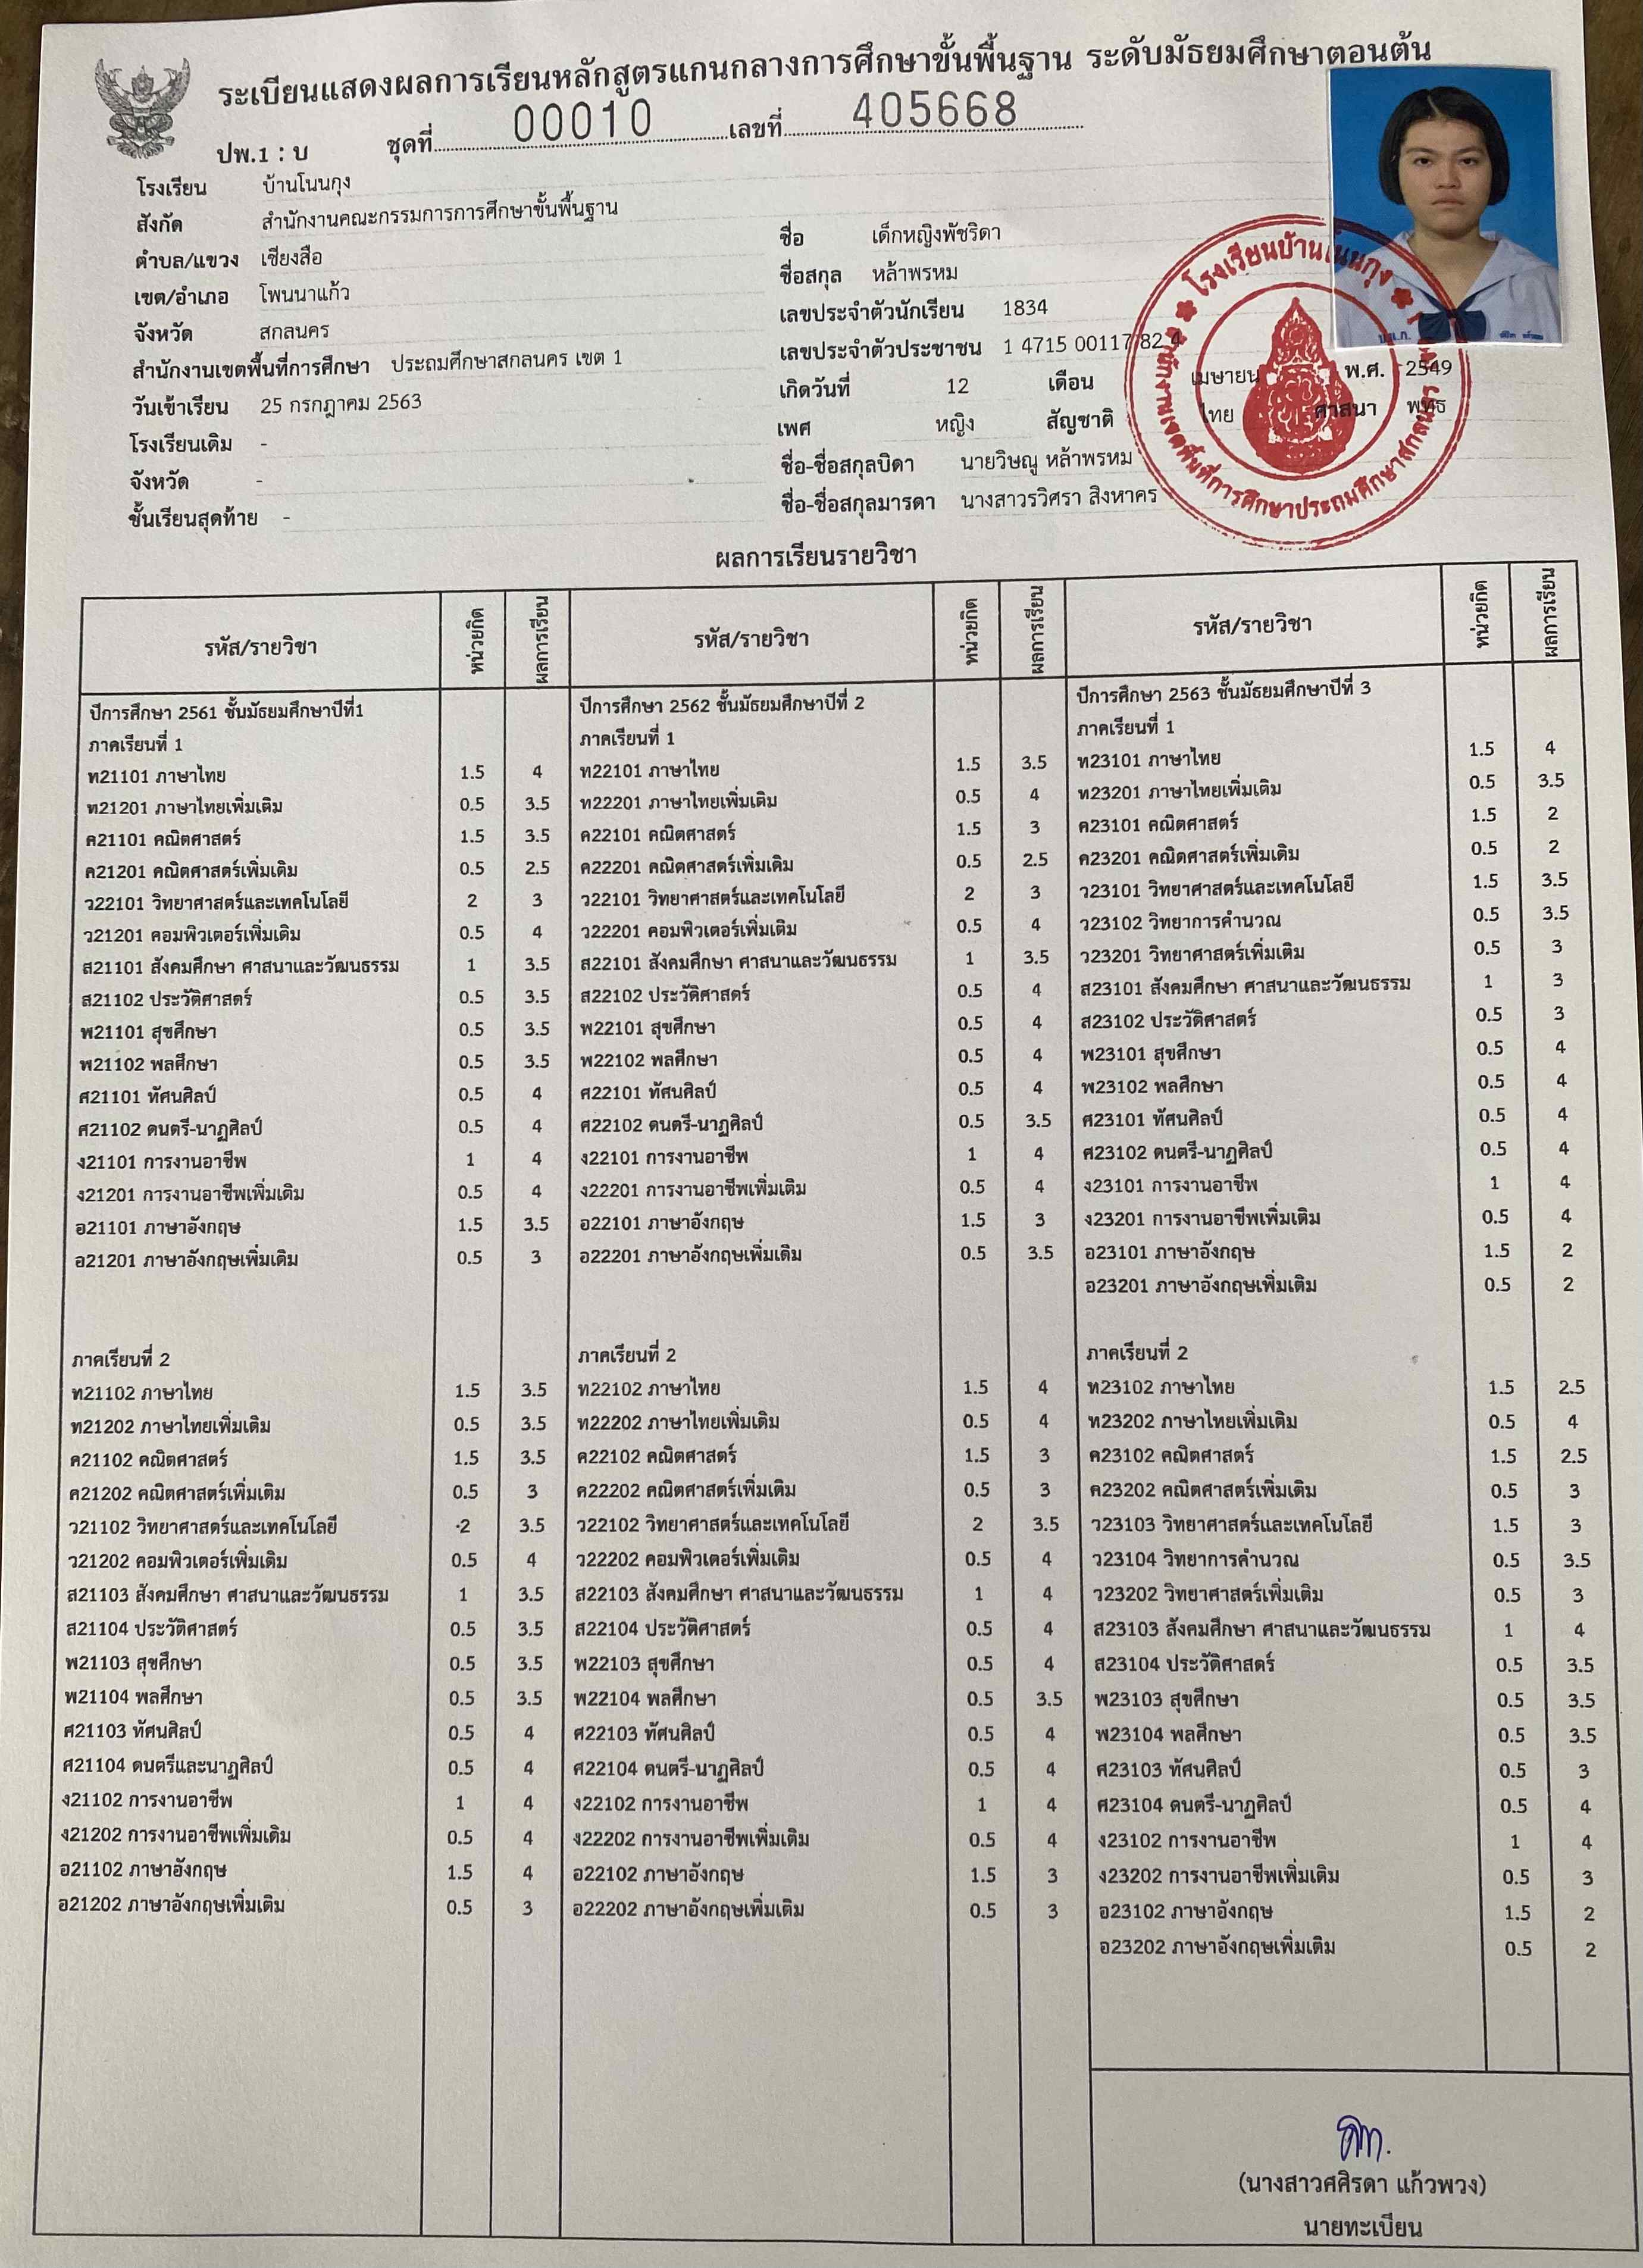 ระเบียนแสดงผลการเรียนหลักสูตรแกนกลางการศึกษาขั้นพื้นฐาน ระดับมัธยมศึกษาตอนต้น
ปพ.1 : บ ชุดที่ 00010 เลขที่ 405668
โรงเรียน บ้านโนนกุง
สังกัด สำนักงานคณะกรรมการการศึกษาขั้นพื้นฐาน
ตำบล/แขวง เชียงสือ
เขต/อำเภอ โพนนาแก้ว
จังหวัด สกลนคร
สำนักงานเขตพื้นที่การศึกษา ประถมศึกษาสกลนคร เขต 1
วันเข้าเรียน 25 กรกฎาคม 2563
โรงเรียนเดิม -
จังหวัด -
ชั้นเรียนสุดท้าย -
ชื่อ เด็กหญิงพัชริดา
ชื่อสกุล หล้าพรหม
เลขประจำตัวนักเรียน 1834
เลขประจำตัวประชาชน 1 4715 00117 82 4
เกิดวันที่ 12 เดือน เมษายน พ.ศ. 2549
เพศ หญิง สัญชาติ ไทย ศาสนา พุทธ
ชื่อ-ชื่อสกุลบิดา นายวิษณู หล้าพรหม
ชื่อ-ชื่อสกุลมารดา นางสาวรวิศรา สิงหาคร
โรงเรียนบ้านโนนกุง
สำนักงานเขตพื้นที่การศึกษาประถมศึกษาสกลนคร
ผลการเรียนรายวิชา
รหัส/รายวิชา หน่วยกิต ผลการเรียน รหัส/รายวิชา หน่วยกิต ผลการเรียน รหัส/รายวิชา หน่วยกิต ผลการเรียน
ปีการศึกษา 2561 ชั้นมัธยมศึกษาปีที่1
ภาคเรียนที่ 1
ท21101 ภาษาไทย 1.5 4
ท21201 ภาษาไทยเพิ่มเติม 0.5 3.5
ค21101 คณิตศาสตร์ 1.5 3.5
ค21201 คณิตศาสตร์เพิ่มเติม 0.5 2.5
ว22101 วิทยาศาสตร์และเทคโนโลยี 2 3
ว21201 คอมพิวเตอร์เพิ่มเติม 0.5 4
ส21101 สังคมศึกษา ศาสนาและวัฒนธรรม 1 3.5
ส21102 ประวัติศาสตร์ 0.5 3.5
พ21101 สุขศึกษา 0.5 3.5
พ21102 พลศึกษา 0.5 3.5
ศ21101 ทัศนศิลป์ 0.5 4
ศ21102 ดนตรี-นาฏศิลป์ 0.5 4
ง21101 การงานอาชีพ 1 4
ง21201 การงานอาชีพเพิ่มเติม 0.5 4
อ21101 ภาษาอังกฤษ 1.5 3.5
อ21201 ภาษาอังกฤษเพิ่มเติม 0.5 3
ภาคเรียนที่ 2
ท21102 ภาษาไทย 1.5 3.5
ท21202 ภาษาไทยเพิ่มเติม 0.5 3.5
ค21102 คณิตศาสตร์ 1.5 3.5
ค21202 คณิตศาสตร์เพิ่มเติม 0.5 3
ว21102 วิทยาศาสตร์และเทคโนโลยี 2 3.5
ว21202 คอมพิวเตอร์เพิ่มเติม 0.5 4
ส21103 สังคมศึกษา ศาสนาและวัฒนธรรม 1 3.5
ส21104 ประวัติศาสตร์ 0.5 3.5
พ21103 สุขศึกษา 0.5 3.5
พ21104 พลศึกษา 0.5 3.5
ศ21103 ทัศนศิลป์ 0.5 4
ศ21104 ดนตรีและนาฏศิลป์ 0.5 4
ง21102 การงานอาชีพ 1 4
ง21202 การงานอาชีพเพิ่มเติม 0.5 4
อ21102 ภาษาอังกฤษ 1.5 4
อ21202 ภาษาอังกฤษเพิ่มเติม 0.5 3
ปีการศึกษา 2562 ชั้นมัธยมศึกษาปีที่ 2
ภาคเรียนที่ 1
ท22101 ภาษาไทย 1.5 3.5
ท22201 ภาษาไทยเพิ่มเติม 0.5 4
ค22101 คณิตศาสตร์ 1.5 3
ค22201 คณิตศาสตร์เพิ่มเติม 0.5 2.5
ว22101 วิทยาศาสตร์และเทคโนโลยี 2 3
ว22201 คอมพิวเตอร์เพิ่มเติม 0.5 4
ส22101 สังคมศึกษา ศาสนาและวัฒนธรรม 1 3.5
ส22102 ประวัติศาสตร์ 0.5 4
พ22101 สุขศึกษา 0.5 4
พ22102 พลศึกษา 0.5 4
ศ22101 ทัศนศิลป์ 0.5 4
ศ22102 ดนตรี-นาฏศิลป์ 0.5 3.5
ง22101 การงานอาชีพ 1 4
ง22201 การงานอาชีพเพิ่มเติม 0.5 4
อ22101 ภาษาอังกฤษ 1.5 3
อ22201 ภาษาอังกฤษเพิ่มเติม 0.5 3.5
ภาคเรียนที่ 2
ท22102 ภาษาไทย 1.5 4
ท22202 ภาษาไทยเพิ่มเติม 0.5 4
ค22102 คณิตศาสตร์ 1.5 3
ค22202 คณิตศาสตร์เพิ่มเติม 0.5 3
ว22102 วิทยาศาสตร์และเทคโนโลยี 2 3.5
ว22202 คอมพิวเตอร์เพิ่มเติม 0.5 4
ส22103 สังคมศึกษา ศาสนาและวัฒนธรรม 1 4
ส22104 ประวัติศาสตร์ 0.5 4
พ22103 สุขศึกษา 0.5 4
พ22104 พลศึกษา 0.5 3.5
ศ22103 ทัศนศิลป์ 0.5 4
ศ22104 ดนตรี-นาฏศิลป์ 0.5 4
ง22102 การงานอาชีพ 1 4
ง22202 การงานอาชีพเพิ่มเติม 0.5 4
อ22102 ภาษาอังกฤษ 1.5 3
อ22202 ภาษาอังกฤษเพิ่มเติม 0.5 3
ปีการศึกษา 2563 ชั้นมัธยมศึกษาปีที่ 3
ภาคเรียนที่ 1
ท23101 ภาษาไทย 1.5 4
ท23201 ภาษาไทยเพิ่มเติม 0.5 3.5
ค23101 คณิตศาสตร์ 1.5 2
ค23201 คณิตศาสตร์เพิ่มเติม 0.5 2
ว23101 วิทยาศาสตร์และเทคโนโลยี 1.5 3.5
ว23102 วิทยาการคำนวณ 0.5 3.5
ว23201 วิทยาศาสตร์เพิ่มเติม 0.5 3
ส23101 สังคมศึกษา ศาสนาและวัฒนธรรม 1 3
ส23102 ประวัติศาสตร์ 0.5 3
พ23101 สุขศึกษา 0.5 4
พ23102 พลศึกษา 0.5 4
ศ23101 ทัศนศิลป์ 0.5 4
ศ23102 ดนตรี-นาฏศิลป์ 0.5 4
ง23101 การงานอาชีพ 1 4
ง23201 การงานอาชีพเพิ่มเติม 0.5 4
อ23101 ภาษาอังกฤษ 1.5 2
อ23201 ภาษาอังกฤษเพิ่มเติม 0.5 2
ภาคเรียนที่ 2
ท23102 ภาษาไทย 1.5 2.5
ท23202 ภาษาไทยเพิ่มเติม 0.5 4
ค23102 คณิตศาสตร์ 1.5 2.5
ค23202 คณิตศาสตร์เพิ่มเติม 0.5 3
ว23103 วิทยาศาสตร์และเทคโนโลยี 1.5 3
ว23104 วิทยาการคำนวณ 0.5 3.5
ว23202 วิทยาศาสตร์เพิ่มเติม 0.5 3
ส23103 สังคมศึกษา ศาสนาและวัฒนธรรม 1 4
ส23104 ประวัติศาสตร์ 0.5 3.5
พ23103 สุขศึกษา 0.5 3.5
พ23104 พลศึกษา 0.5 3.5
ศ23103 ทัศนศิลป์ 0.5 3
ศ23104 ดนตรี-นาฏศิลป์ 0.5 4
ง23102 การงานอาชีพ 1 4
ง23202 การงานอาชีพเพิ่มเติม 0.5 3
อ23102 ภาษาอังกฤษ 1.5 2
อ23202 ภาษาอังกฤษเพิ่มเติม 0.5 2
(นางสาวศศิรดา แก้วพวง)
นายทะเบียน